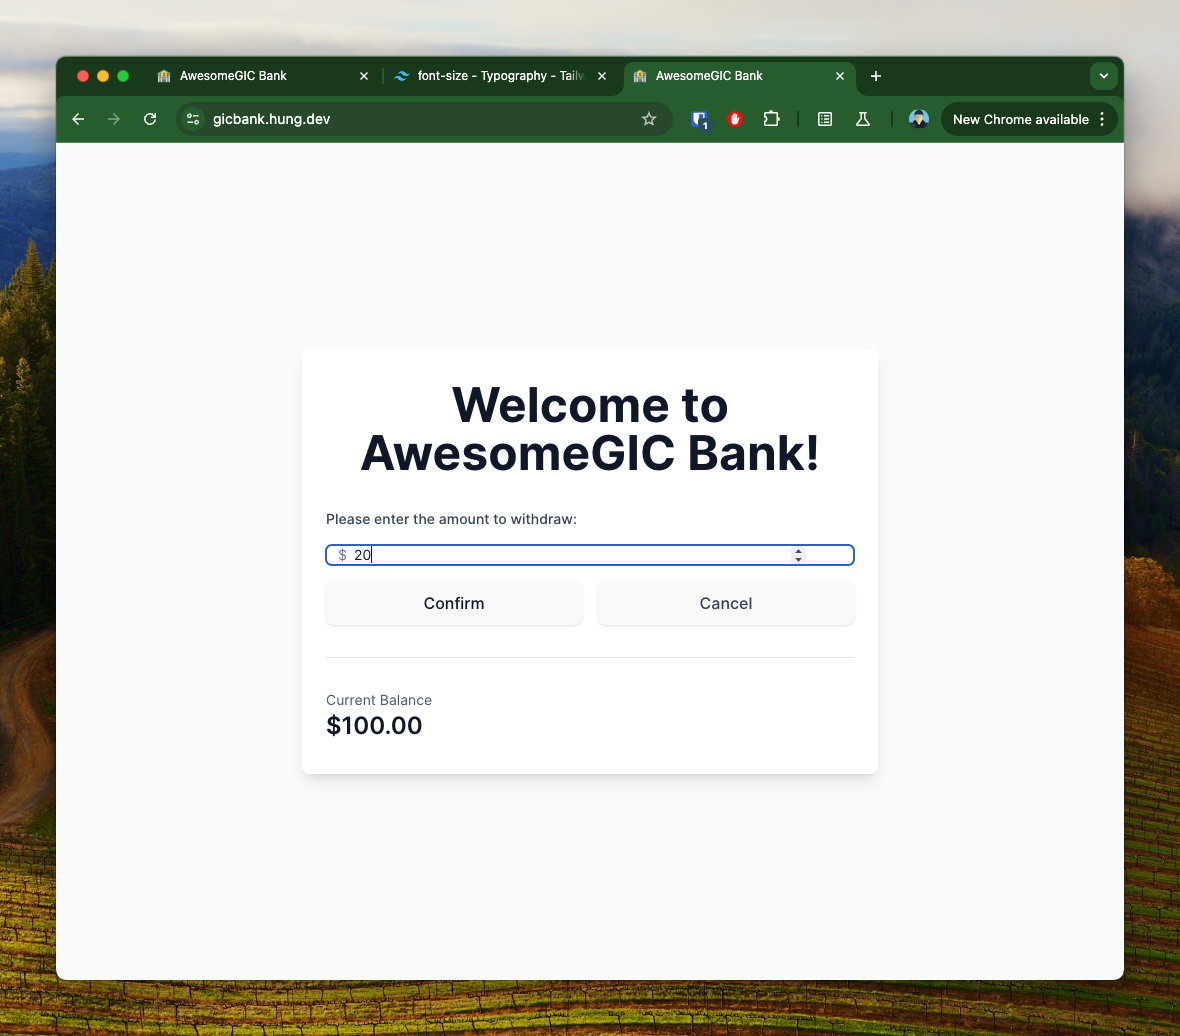 AwesomeGIC Bank
font-size - Typography - Tailw
AwesomeGIC Bank
gicbank.hung.dev
1
New Chrome available
Welcome to
AwesomeGIC Bank!
Please enter the amount to withdraw:
$ 20
Confirm Cancel
Current Balance
$100.00